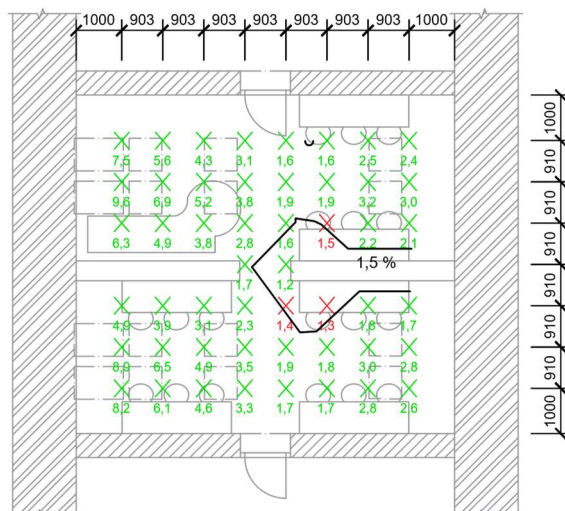 1000 903 903 903 903 903 903 903 1000
1000
7,5 5,6 4,3 3,1 1,6 1,6 2,5 2,4
910
9,6 6,9 5,2 3,8 1,9 1,9 3,2 3,0
910
6,3 4,9 3,8 2,8 1,6 1,5 2,2 2,1
910
1,5 %
1,7 1,2
910
4,9 3,9 3,1 2,3 1,4 1,3 1,8 1,7
910
8,9 6,5 4,9 3,5 1,9 1,8 3,0 2,8
910
8,2 6,1 4,6 3,3 1,7 1,7 2,8 2,6
1000